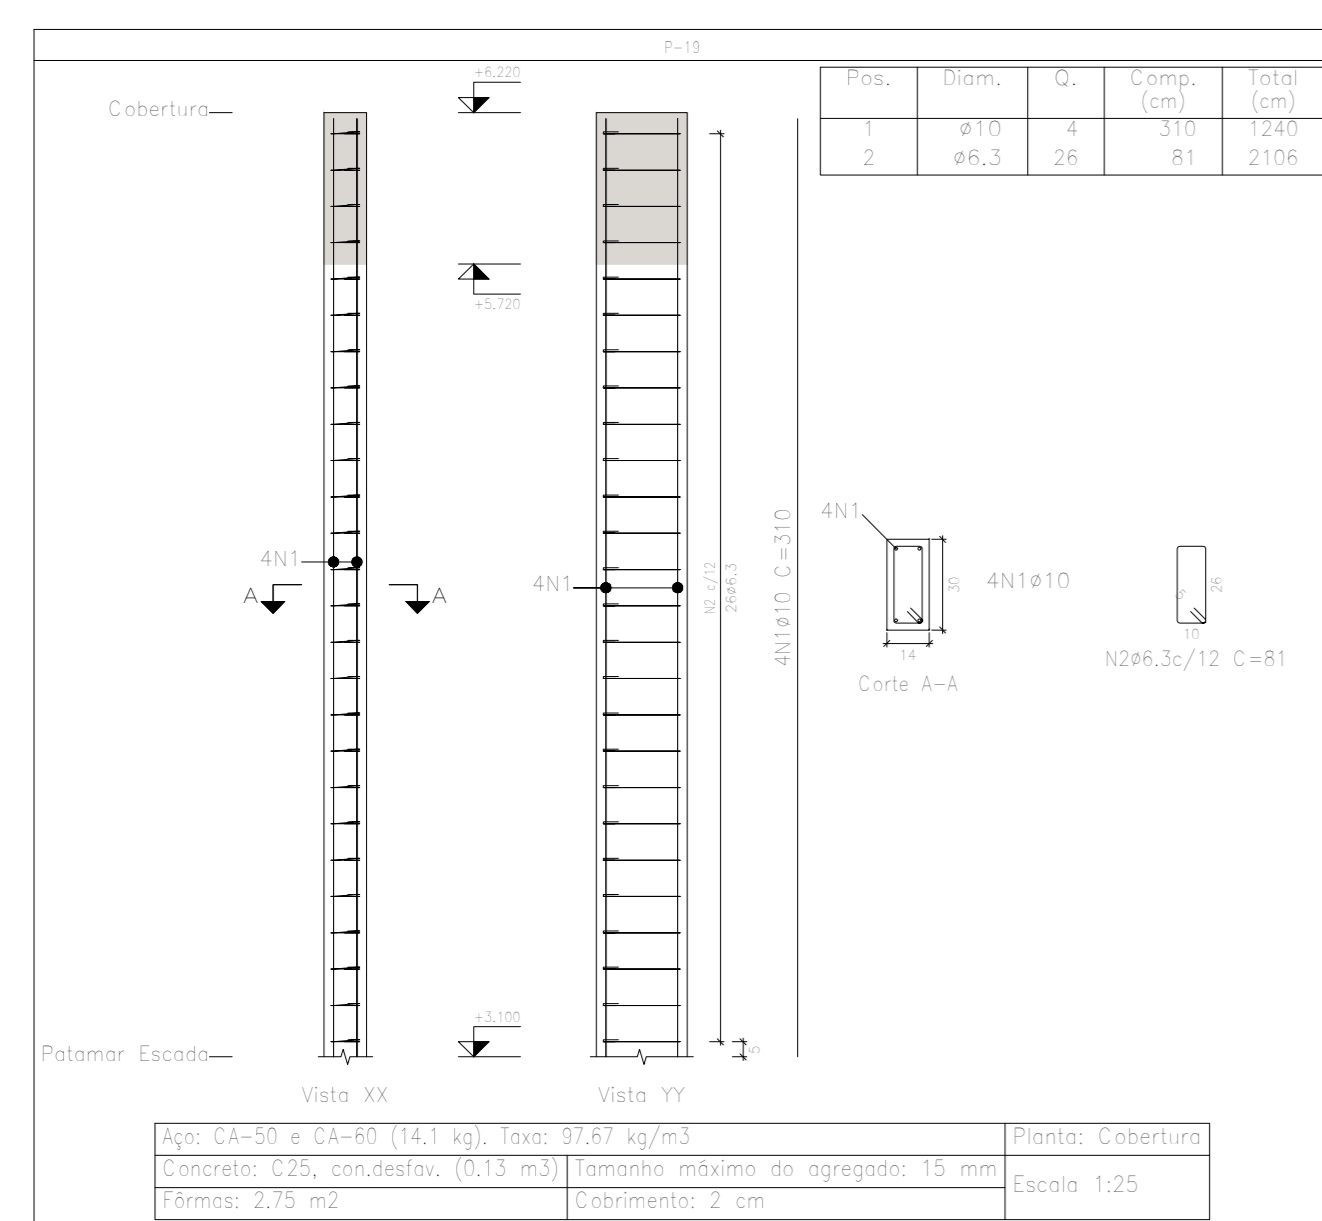 P-19
Pos. Diam. Q. Comp. (cm) Total (cm)
1 ø10 4 310 1240
2 ø6.3 26 81 2106
Cobertura
+6.220
+5.720
4N1
A A
4N1
N2 c/12
26ø6.3
4N1ø10 C=310
4N1
30
14
4N1ø10
Corte A-A
5
26
10
N2ø6.3c/12 C=81
+3.100
5
Patamar Escada
Vista XX
Vista YY
Aço: CA-50 e CA-60 (14.1 kg). Taxa: 97.67 kg/m3
Planta: Cobertura
Concreto: C25, con.desfav. (0.13 m3)
Tamanho máximo do agregado: 15 mm
Escala 1:25
Fôrmas: 2.75 m2
Cobrimento: 2 cm